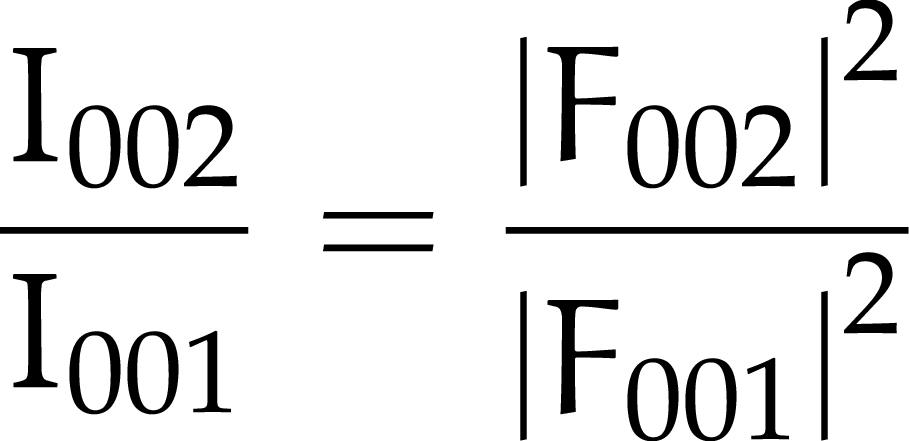 I₀₀₂ / I₀₀₁ = |F₀₀₂|² / |F₀₀₁|²